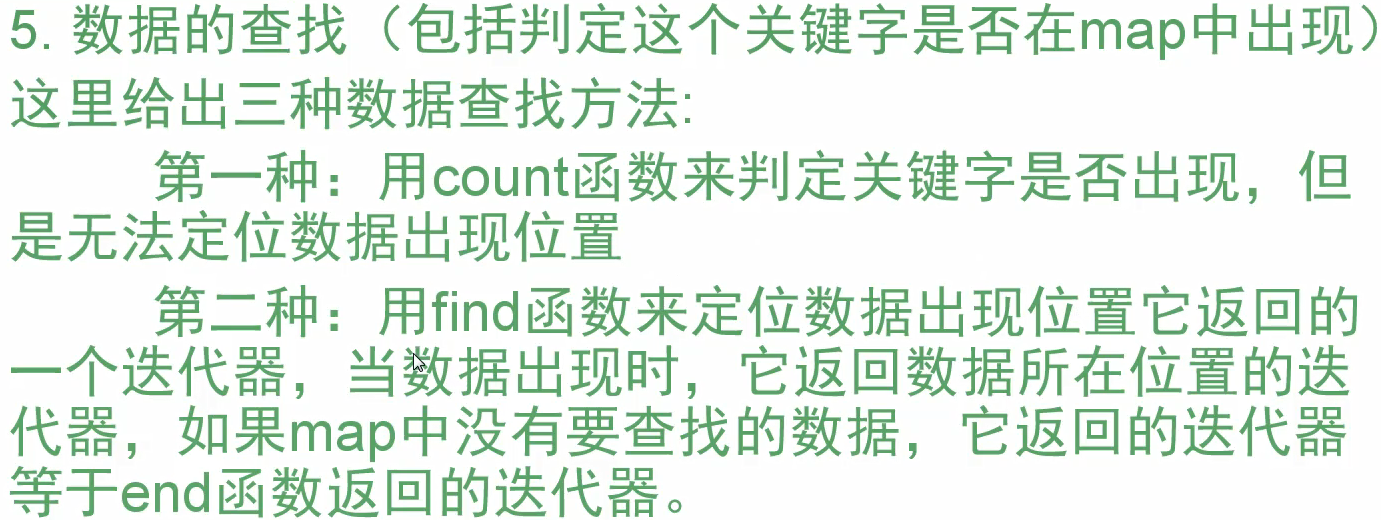 5. 数据的查找（包括判定这个关键字是否在map中出现）
这里给出三种数据查找方法:
第一种：用count函数来判定关键字是否出现，但
是无法定位数据出现位置
第二种：用find函数来定位数据出现位置它返回的
一个迭代器，当数据出现时，它返回数据所在位置的迭
代器，如果map中没有要查找的数据，它返回的迭代器
等于end函数返回的迭代器。